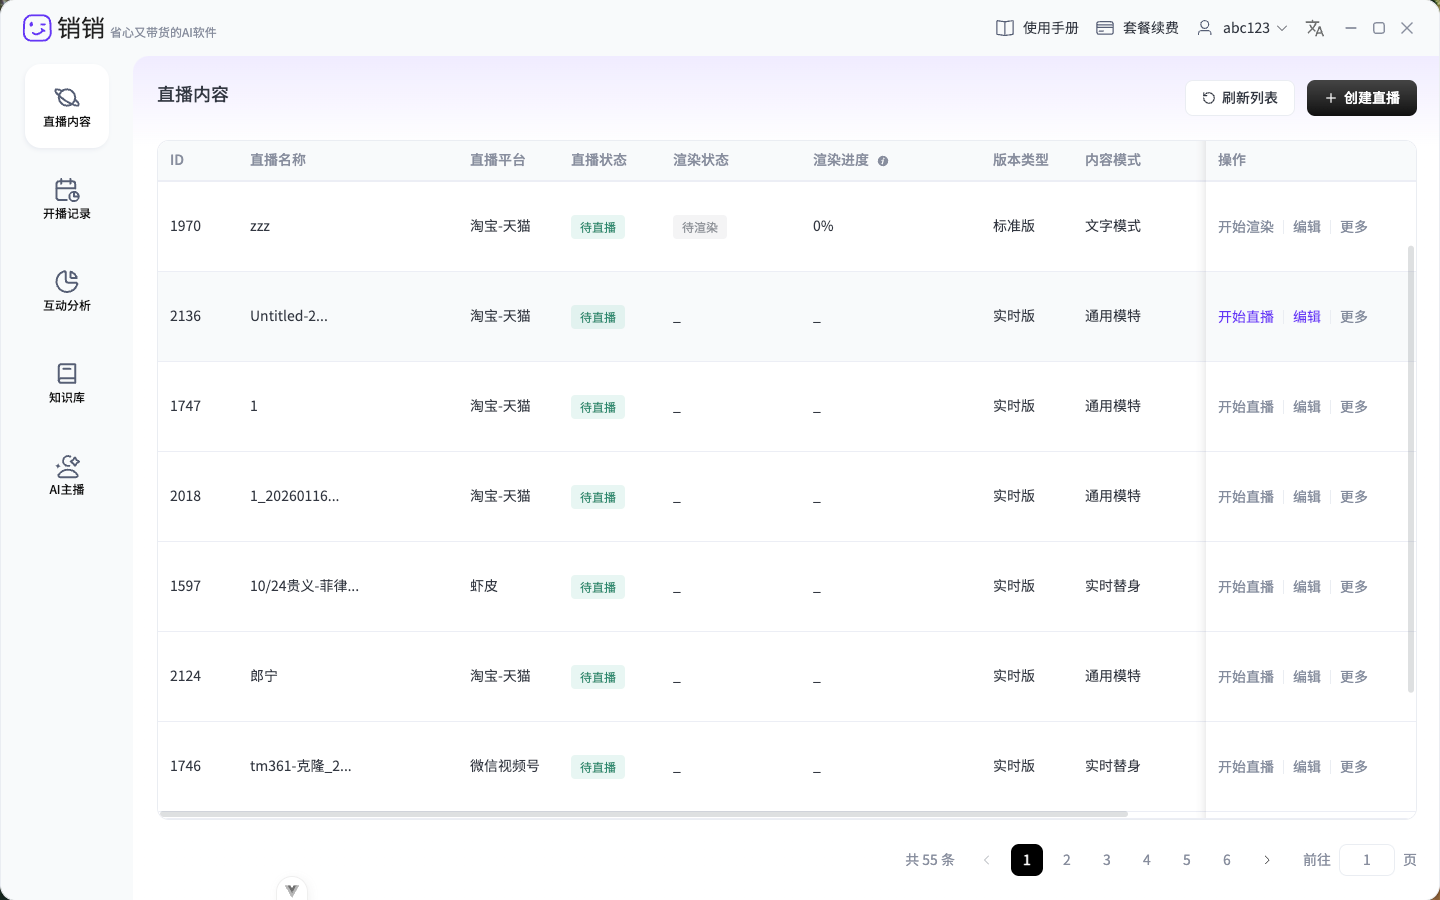 销销 省心又带货的AI软件 使用手册 套餐续费 abc123
直播内容
开播记录
互动分析
知识库
AI主播
直播内容 刷新列表 + 创建直播
ID 直播名称 直播平台 直播状态 渲染状态 渲染进度 版本类型 内容模式 操作
1970 zzz 淘宝-天猫 待直播 待渲染 0% 标准版 文字模式 开始渲染 编辑 更多
2136 Untitled-2... 淘宝-天猫 待直播 _ _ 实时版 通用模特 开始直播 编辑 更多
1747 1 淘宝-天猫 待直播 _ _ 实时版 通用模特 开始直播 编辑 更多
2018 1_20260116... 淘宝-天猫 待直播 _ _ 实时版 通用模特 开始直播 编辑 更多
1597 10/24贵义-菲律... 虾皮 待直播 _ _ 实时版 实时替身 开始直播 编辑 更多
2124 郎宁 淘宝-天猫 待直播 _ _ 实时版 通用模特 开始直播 编辑 更多
1746 tm361-克隆_2... 微信视频号 待直播 _ _ 实时版 实时替身 开始直播 编辑 更多
共 55 条 1 2 3 4 5 6 前往 1 页